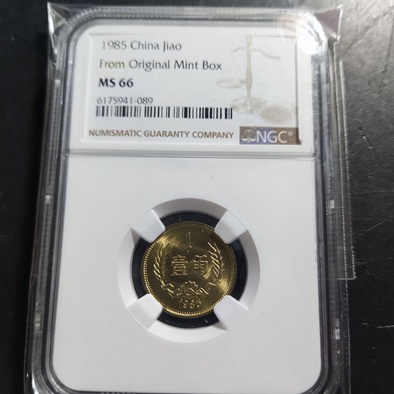 1985 China Jiao
From Original Mint Box
MS 66
6175941-089
NUMISMATIC GUARANTY COMPANY
NGC
1
壹角
1985